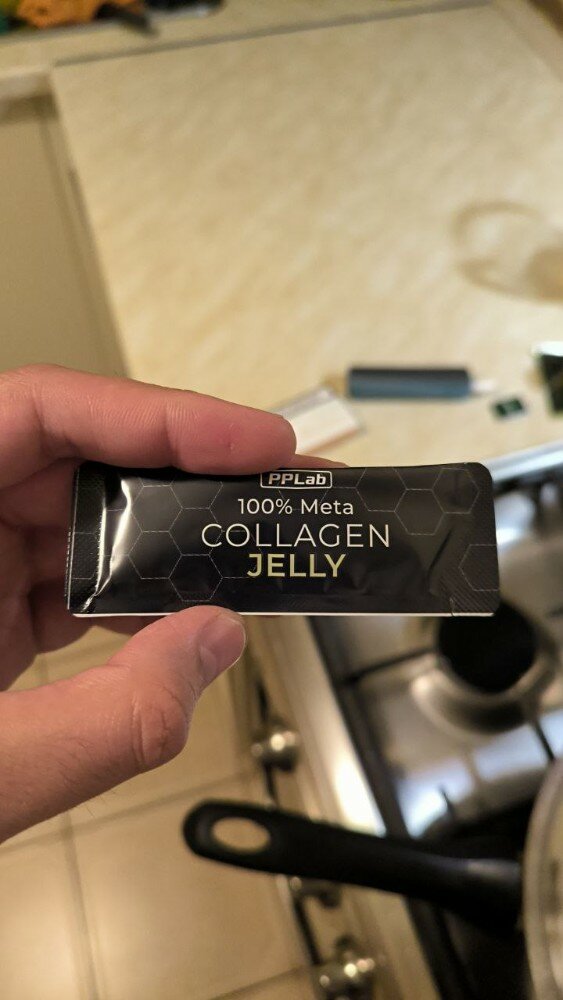 PPLab
100% Meta
COLLAGEN
JELLY